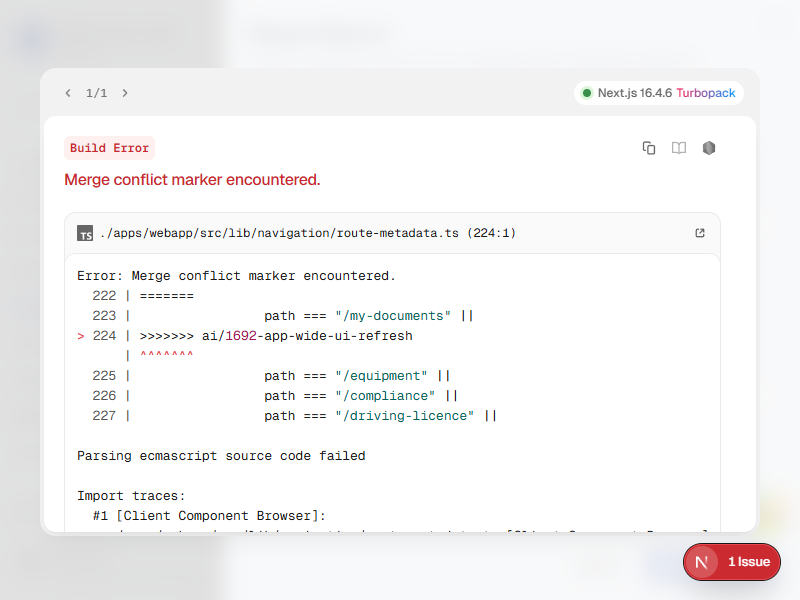 1/1
Next.js 16.4.6 Turbopack
Build Error
Merge conflict marker encountered.
TS ./apps/webapp/src/lib/navigation/route-metadata.ts (224:1)
Error: Merge conflict marker encountered.
222 | =======
223 |                 path === "/my-documents" ||
> 224 | >>>>>>> ai/1692-app-wide-ui-refresh
| ^^^^^^^
225 |                 path === "/equipment" ||
226 |                 path === "/compliance" ||
227 |                 path === "/driving-licence" ||
Parsing ecmascript source code failed
Import traces:
#1 [Client Component Browser]:
N 1 Issue